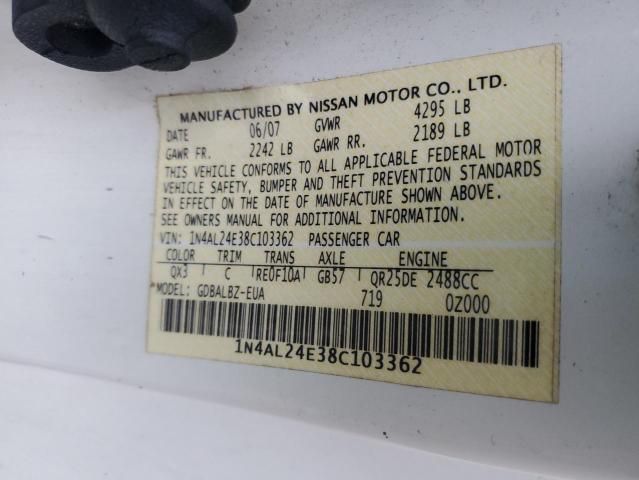 MANUFACTURED BY NISSAN MOTOR CO., LTD.
DATE 06/07 GVWR 4295 LB
GAWR FR. 2242 LB GAWR RR. 2189 LB
THIS VEHICLE CONFORMS TO ALL APPLICABLE FEDERAL MOTOR
VEHICLE SAFETY, BUMPER AND THEFT PREVENTION STANDARDS
IN EFFECT ON THE DATE OF MANUFACTURE SHOWN ABOVE.
SEE OWNERS MANUAL FOR ADDITIONAL INFORMATION.
VIN: 1N4AL24E38C103362 PASSENGER CAR
COLOR TRIM TRANS AXLE ENGINE
QX3 C RE0F10A GB57 QR25DE 2488CC
MODEL: GDBALBZ-EUA 719 0Z000
1N4AL24E38C103362